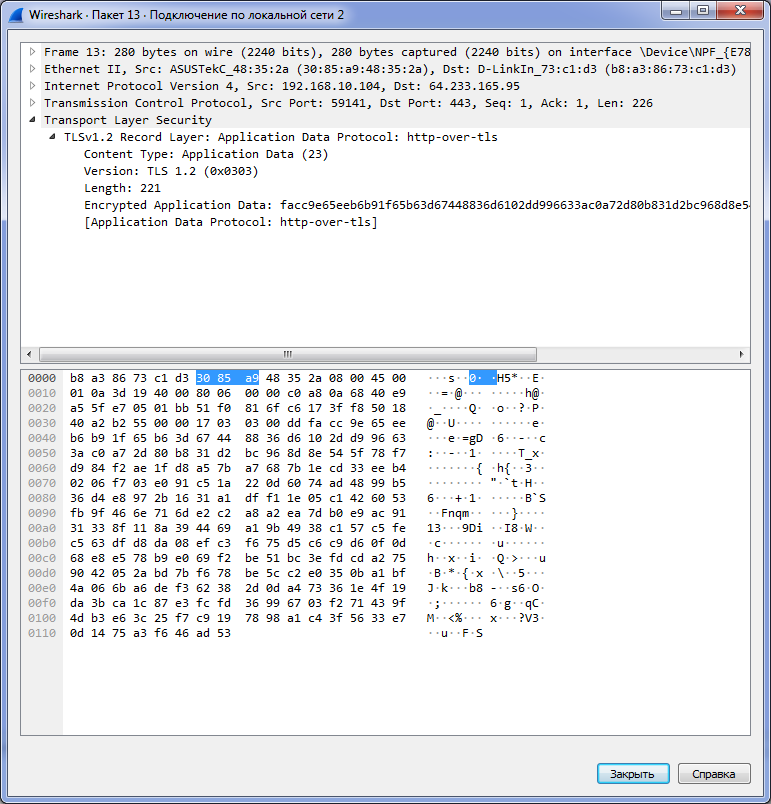 Wireshark · Пакет 13 · Подключение по локальной сети 2
Frame 13: 280 bytes on wire (2240 bits), 280 bytes captured (2240 bits) on interface \Device\NPF_{E78
Ethernet II, Src: ASUSTekC_48:35:2a (30:85:a9:48:35:2a), Dst: D-LinkIn_73:c1:d3 (b8:a3:86:73:c1:d3)
Internet Protocol Version 4, Src: 192.168.10.104, Dst: 64.233.165.95
Transmission Control Protocol, Src Port: 59141, Dst Port: 443, Seq: 1, Ack: 1, Len: 226
Transport Layer Security
TLSv1.2 Record Layer: Application Data Protocol: http-over-tls
Content Type: Application Data (23)
Version: TLS 1.2 (0x0303)
Length: 221
Encrypted Application Data: facc9e65eeb6b91f65b63d67448836d6102dd996633ac0a72d80b831d2bc968d8e54
[Application Data Protocol: http-over-tls]
0000 b8 a3 86 73 c1 d3 30 85 a9 48 35 2a 08 00 45 00 ···s··0· ·H5*··E·
0010 01 0a 3d 19 40 00 80 06 00 00 c0 a8 0a 68 40 e9 ··=·@··· ·····h@·
0020 a5 5f e7 05 01 bb 51 f0 81 6f c6 17 3f f8 50 18 ·_····Q· ·o··?·P·
0030 40 a2 b2 55 00 00 17 03 03 00 dd fa cc 9e 65 ee @··U···· ······e·
0040 b6 b9 1f 65 b6 3d 67 44 88 36 d6 10 2d d9 96 63 ···e·=gD ·6··-··c
0050 3a c0 a7 2d 80 b8 31 d2 bc 96 8d 8e 54 5f 78 f7 :··-··1· ····T_x·
0060 d9 84 f2 ae 1f d8 a5 7b a7 68 7b 1e cd 33 ee b4 ·······{ ·h{··3··
0070 02 06 f7 03 e0 91 c5 1a 22 0d 60 74 ad 48 99 b5 ········ "·`t·H··
0080 36 d4 e8 97 2b 16 31 a1 df f1 1e 05 c1 42 60 53 6···+·1· ·····B`S
0090 fb 9f 46 6e 71 6d e2 c2 a8 a2 ea 7d b0 e9 ac 91 ··Fnqm·· ···}····
00a0 31 33 8f 11 8a 39 44 69 a1 9b 49 38 c1 57 c5 fe 13···9Di ··I8·W··
00b0 c5 63 df d8 da 08 ef c3 f6 75 d5 c6 c9 d6 0f 0d ·c······ ·u······
00c0 68 e8 e5 78 b9 e0 69 f2 be 51 bc 3e fd cd a2 75 h··x··i· ·Q·>···u
00d0 90 42 05 2a bd 7b f6 78 be 5c c2 e0 35 0b a1 bf ·B·*·{·x ·\··5···
00e0 4a 06 6b a6 de f3 62 38 2d 0d a4 73 36 1e 4f 19 J·k···b8 -··s6·O·
00f0 da 3b ca 1c 87 e3 fc fd 36 99 67 03 f2 71 43 9f ·;······ 6·g··qC·
0100 4d b3 e6 3c 25 f7 c9 19 78 98 a1 c4 3f 56 33 e7 M··<%··· x···?V3·
0110 0d 14 75 a3 f6 46 ad 53 ··u··F·S
Закрыть
Справка